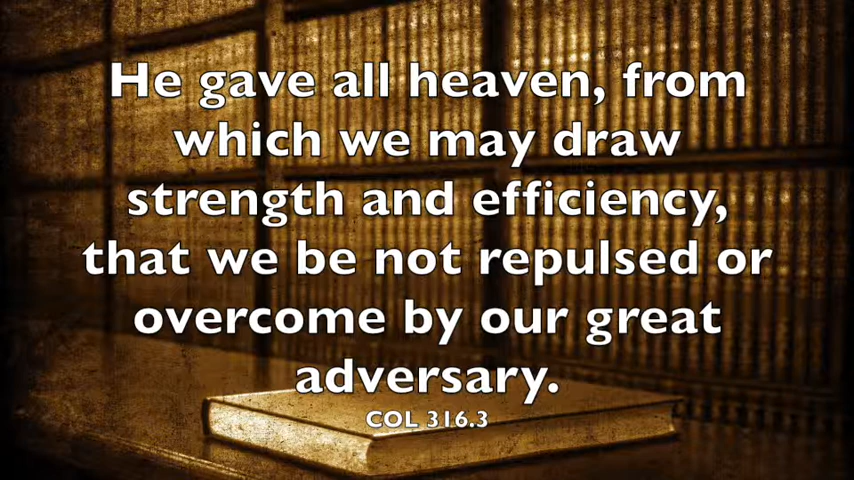 He gave all heaven, from
which we may draw
strength and efficiency,
that we be not repulsed or
overcome by our great
adversary.
COL 316.3